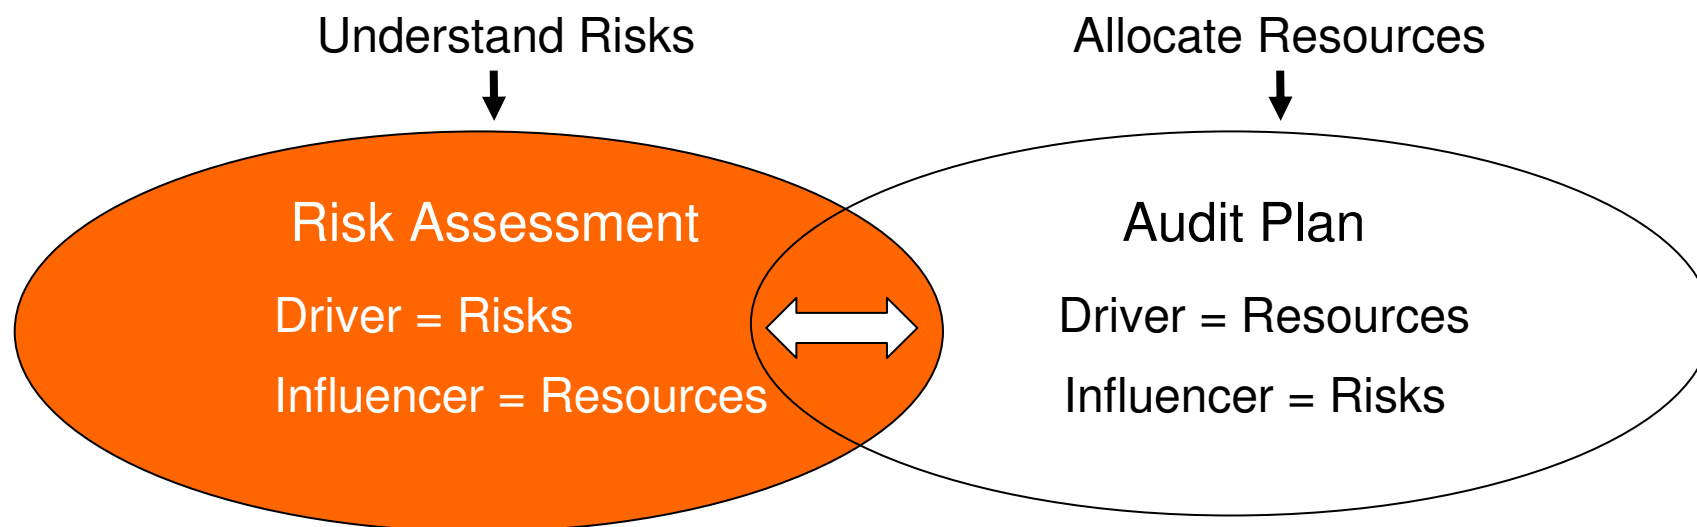 Understand Risks
Allocate Resources
Risk Assessment
Driver = Risks
Influencer = Resources
Audit Plan
Driver = Resources
Influencer = Risks